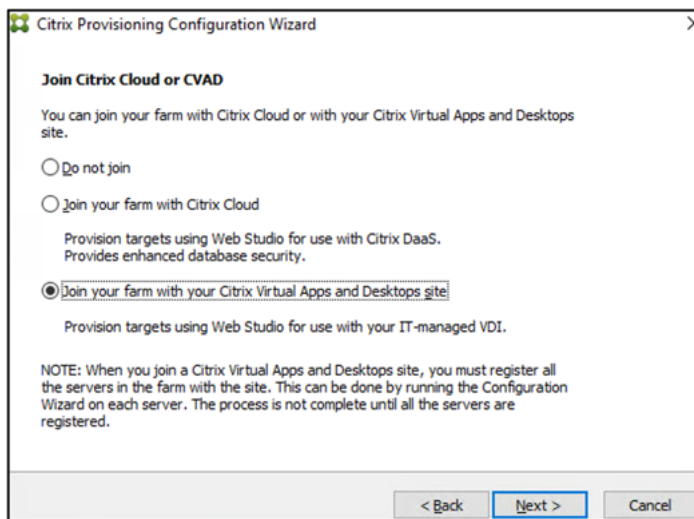 Citrix Provisioning Configuration Wizard
Join Citrix Cloud or CVAD
You can join your farm with Citrix Cloud or with your Citrix Virtual Apps and Desktops
site.
Do not join
Join your farm with Citrix Cloud
Provision targets using Web Studio for use with Citrix DaaS.
Provides enhanced database security.
Join your farm with your Citrix Virtual Apps and Desktops site
Provision targets using Web Studio for use with your IT-managed VDI.
NOTE: When you join a Citrix Virtual Apps and Desktops site, you must register all
the servers in the farm with the site. This can be done by running the Configuration
Wizard on each server. The process is not complete until all the servers are
registered.
< Back Next > Cancel